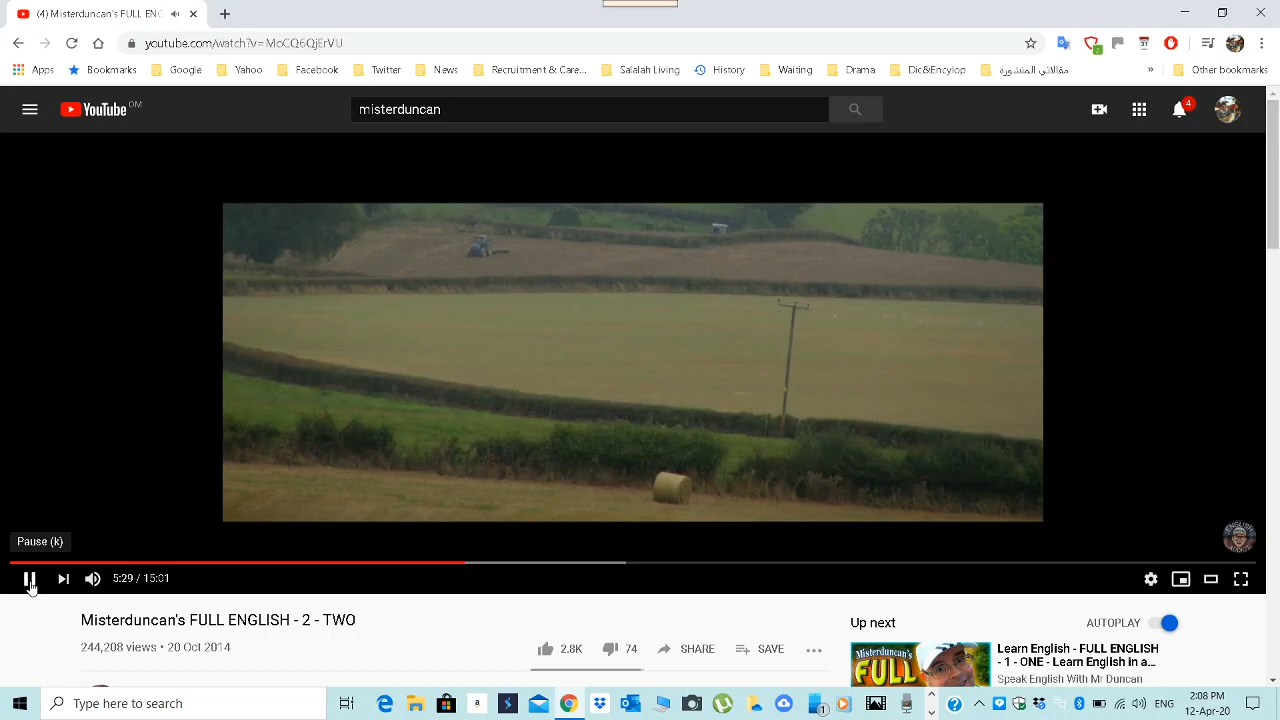 (4) Misterduncan's FULL ENG
youtube.com/watch?v=MoCQ6QjErVU
Apps Bookmarks Google Yahoo Facebook Twitter News Recruitment & Care... Salalah Living History Waiting Drama Dic&Encylop مقالاتي المنشورة » Other bookmarks
YouTube OM
misterduncan
4
Pause (k)
5:29 / 15:01
Misterduncan's FULL ENGLISH - 2 - TWO
244,208 views • 20 Oct 2014
2.8K 74 SHARE SAVE
Up next
AUTOPLAY
Misterduncan's
FULL
Learn English - FULL ENGLISH
- 1 - ONE - Learn English in a...
Speak English With Mr Duncan
Type here to search
ENG
2:08 PM
12-Apr-20